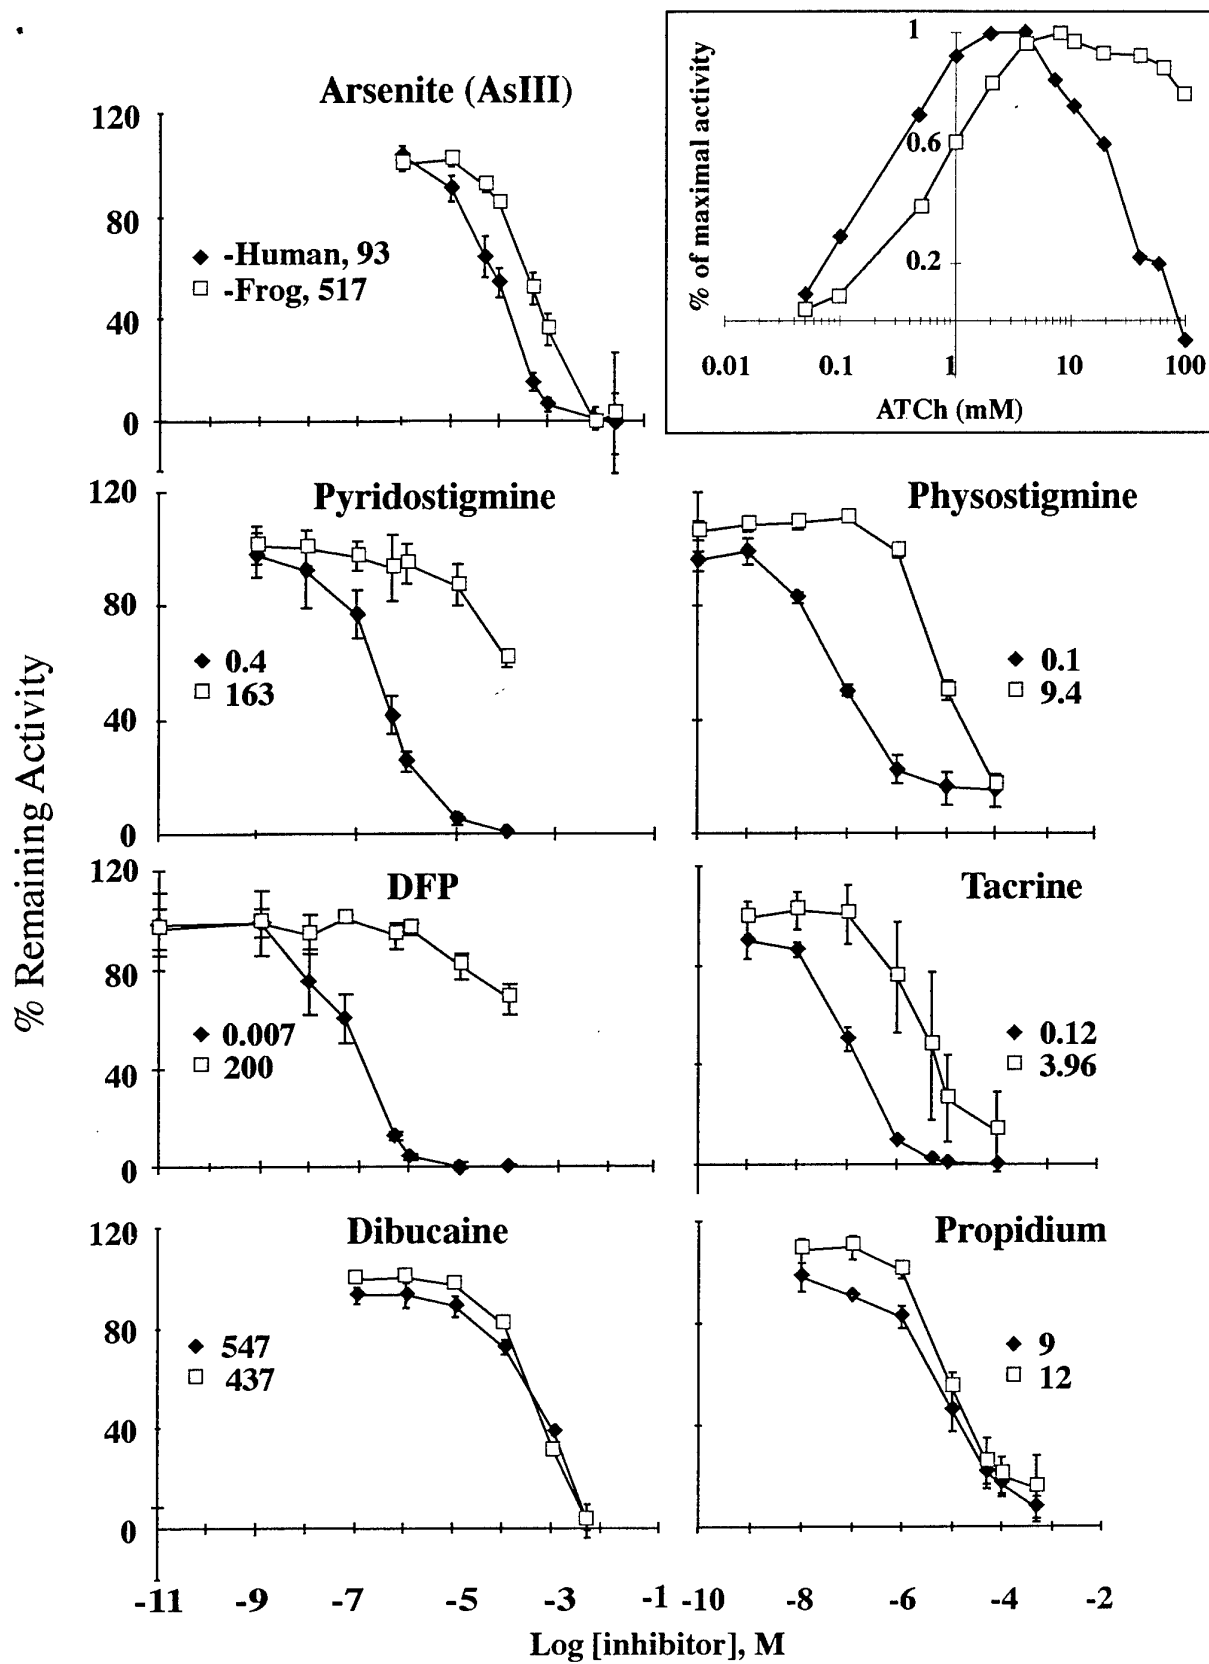 Arsenite (AsIII)
120
80
40
0
-Human, 93
-Frog, 517
% of maximal activity
1
0.6
0.2
0.01 0.1 1 10 100
ATCh (mM)
% Remaining Activity
Pyridostigmine
120
80
40
0
0.4
163
Physostigmine
0.1
9.4
DFP
120
80
40
0
0.007
200
Tacrine
0.12
3.96
Dibucaine
120
80
40
0
547
437
Propidium
9
12
-11 -9 -7 -5 -3 -1 -10 -8 -6 -4 -2
Log [inhibitor], M